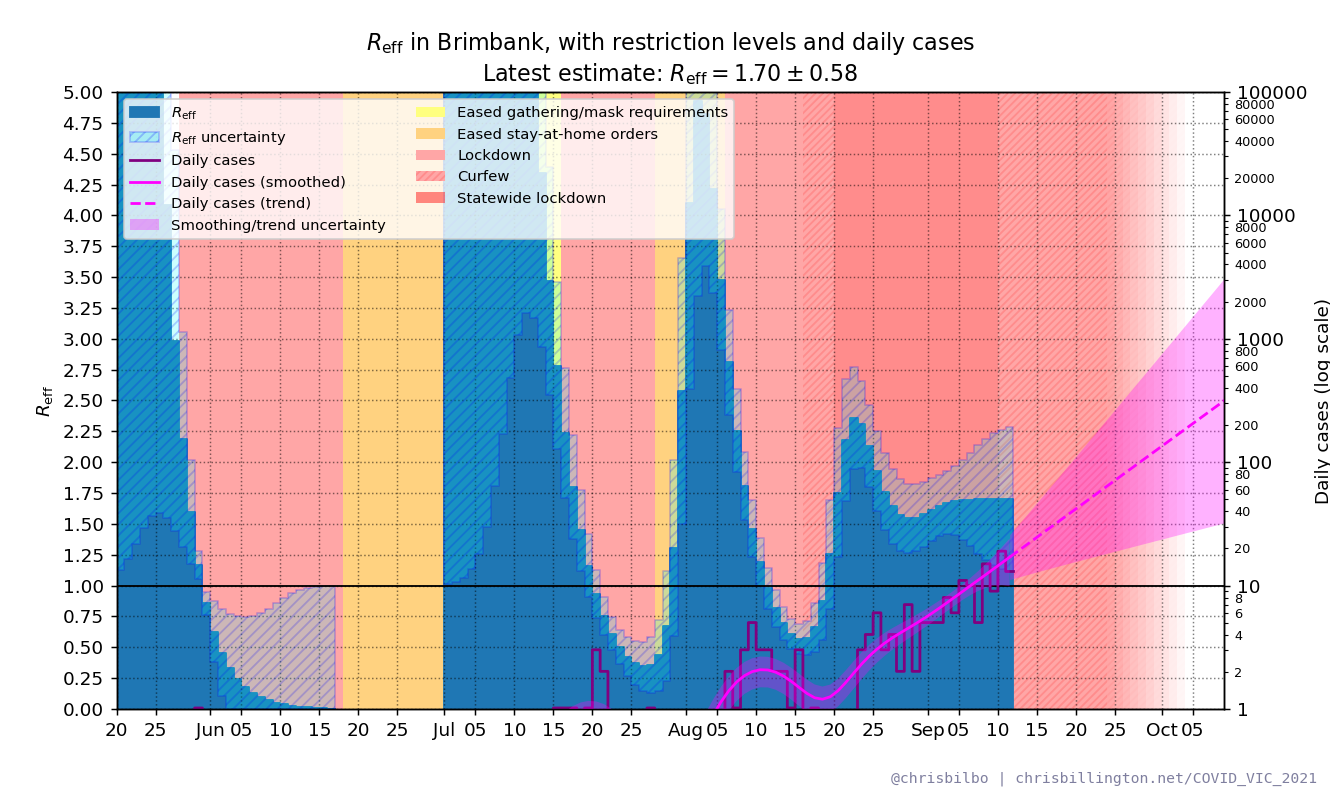 Reff in Brimbank, with restriction levels and daily cases
Latest estimate: Reff = 1.70 ± 0.58
Reff
Reff uncertainty
Daily cases
Daily cases (smoothed)
Daily cases (trend)
Smoothing/trend uncertainty
Eased gathering/mask requirements
Eased stay-at-home orders
Lockdown
Curfew
Statewide lockdown
Reff
5.00
4.75
4.50
4.25
4.00
3.75
3.50
3.25
3.00
2.75
2.50
2.25
2.00
1.75
1.50
1.25
1.00
0.75
0.50
0.25
0.00
100000
80000
60000
40000
20000
10000
8000
6000
4000
2000
1000
800
600
400
200
100
80
60
40
20
10
8
6
4
2
1
Daily cases (log scale)
20 25 Jun 05 10 15 20 25 Jul 05 10 15 20 25 Aug 05 10 15 20 25 Sep 05 10 15 20 25 Oct 05
@chrisbilbo | chrisbillington.net/COVID_VIC_2021